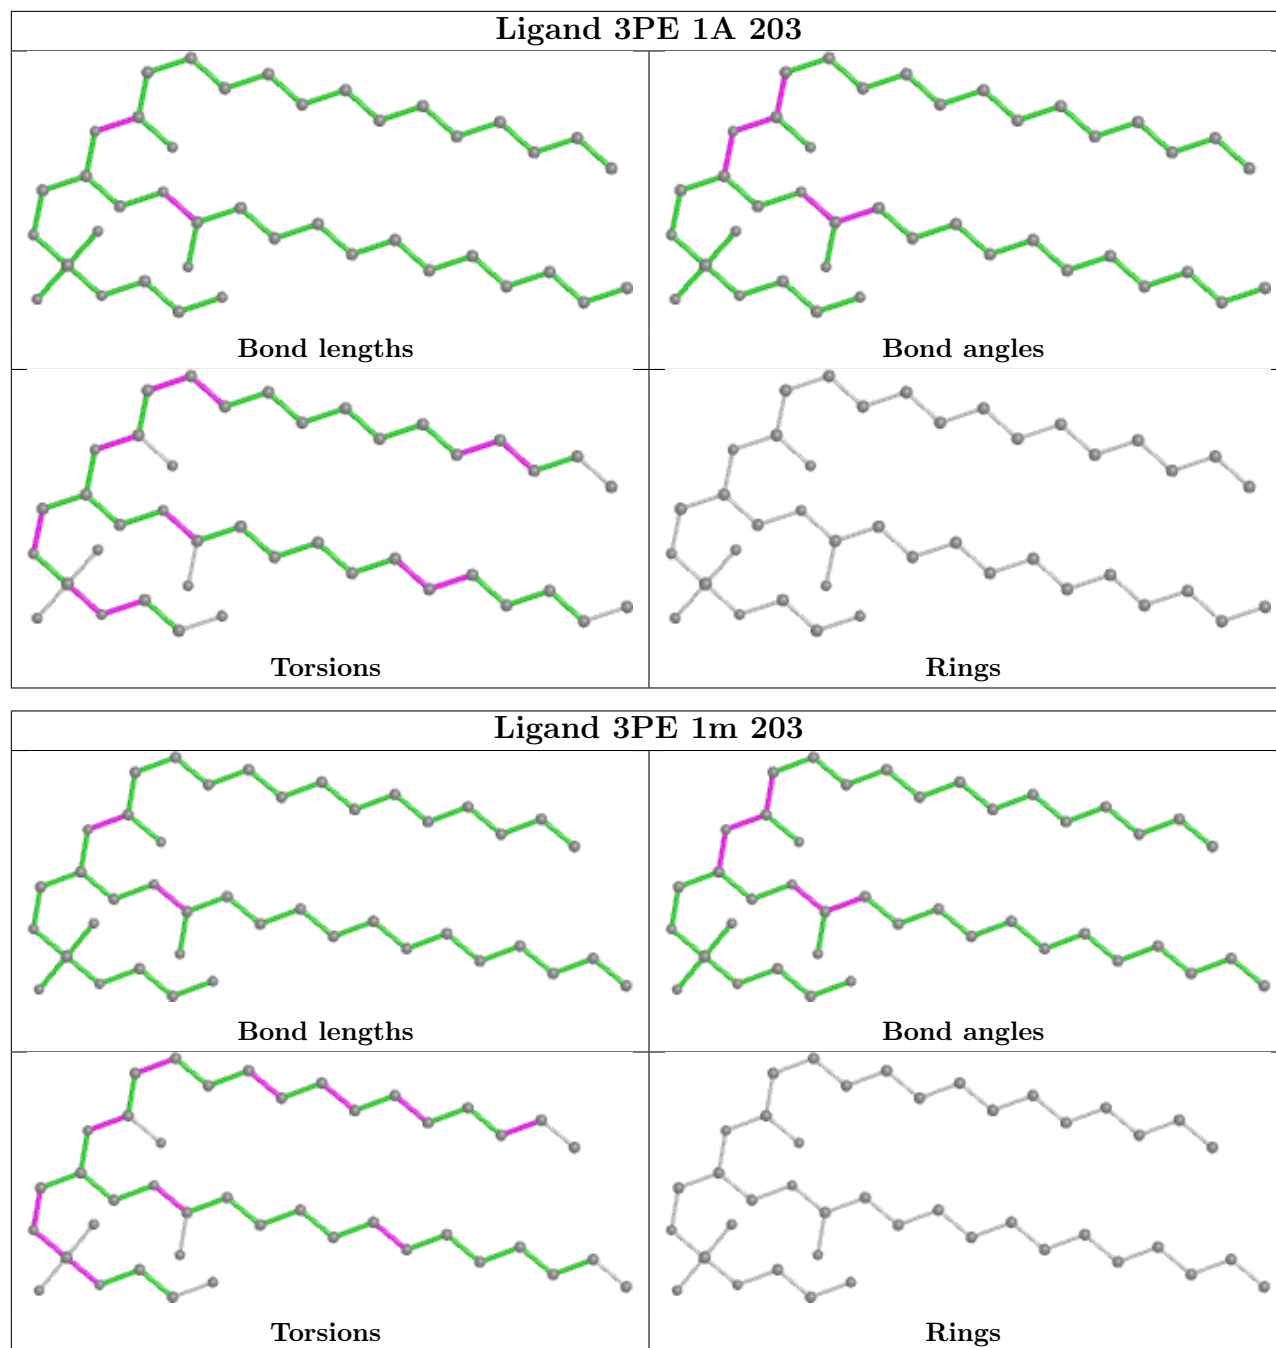 Ligand 3PE 1A 203
Bond lengths
Bond angles
Torsions
Rings
Ligand 3PE 1m 203
Bond lengths
Bond angles
Torsions
Rings